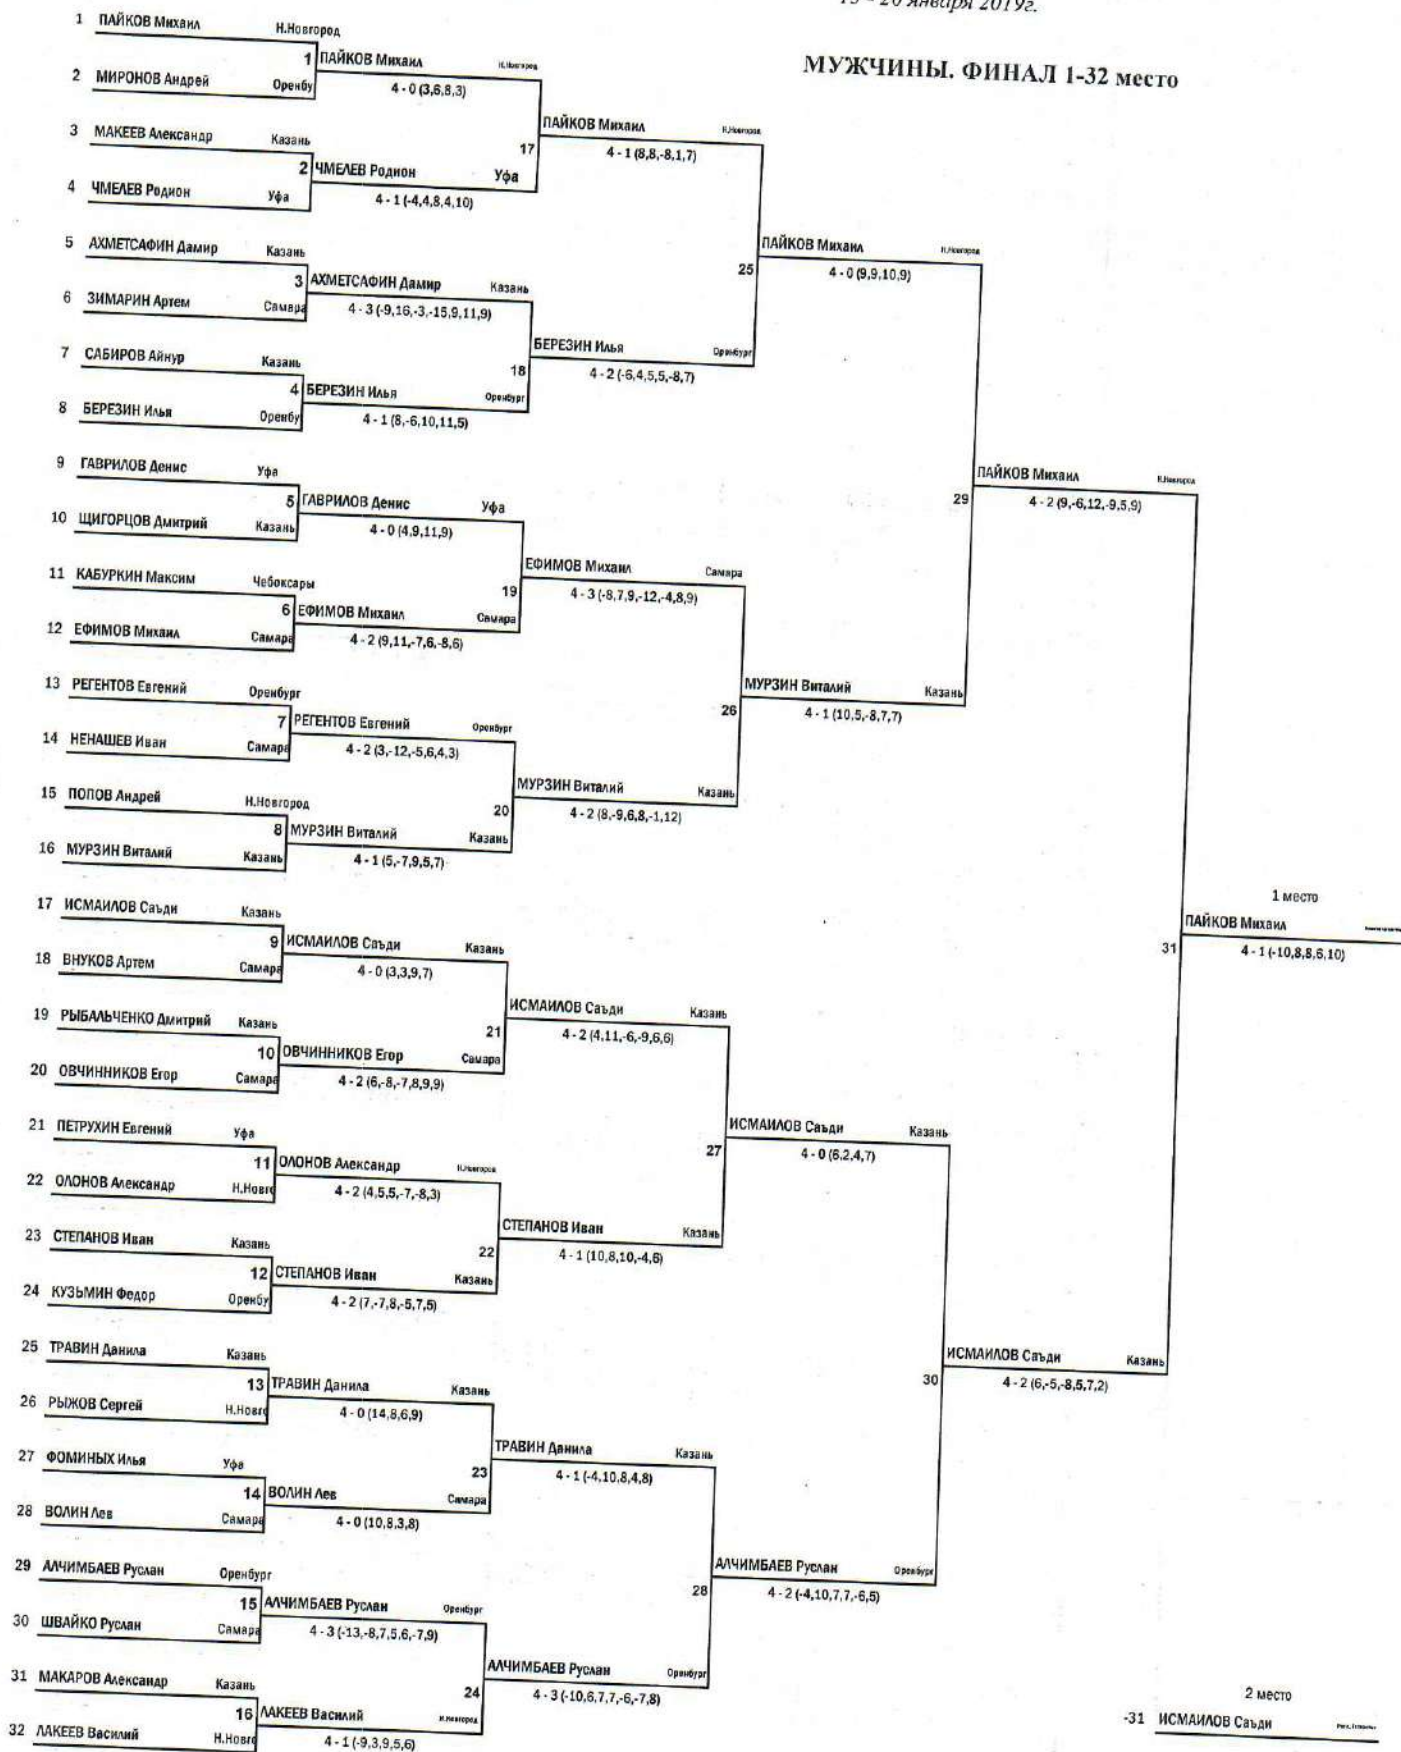 20 января 2019г.
МУЖЧИНЫ. ФИНАЛ 1-32 место
1 ПАЙКОВ Михаил Н.Новгород
1 ПАЙКОВ Михаил Н.Новгород
2 МИРОНОВ Андрей Оренбу
4 - 0 (3,6,8,3)
ПАЙКОВ Михаил Н.Новгород
3 МАКЕЕВ Александр Казань
17
4 - 1 (8,8,-8,1,7)
2 ЧМЕЛЕВ Родион Уфа
4 ЧМЕЛЕВ Родион Уфа
4 - 1 (-4,4,8,4,10)
5 АХМЕТСАФИН Дамир Казань
ПАЙКОВ Михаил Н.Новгород
25
4 - 0 (9,9,10,9)
3 АХМЕТСАФИН Дамир Казань
6 ЗИМАРИН Артем Самара
4 - 3 (-9,16,-3,-15,9,11,9)
БЕРЕЗИН Илья Оренбург
7 САБИРОВ Айнур Казань
18
4 - 2 (-6,4,5,5,-8,7)
4 БЕРЕЗИН Илья Оренбург
8 БЕРЕЗИН Илья Оренбу
4 - 1 (8,-6,10,11,5)
9 ГАВРИЛОВ Денис Уфа
ПАЙКОВ Михаил Н.Новгород
29
4 - 2 (9,-6,12,-9,5,9)
5 ГАВРИЛОВ Денис Уфа
10 ЩИГОРЦОВ Дмитрий Казань
4 - 0 (4,9,11,9)
ЕФИМОВ Михаил Самара
11 КАБУРКИН Максим Чебоксары
19
4 - 3 (-8,7,9,-12,-4,8,9)
6 ЕФИМОВ Михаил Самара
12 ЕФИМОВ Михаил Самара
4 - 2 (9,11,-7,6,-8,6)
13 РЕГЕНТОВ Евгений Оренбург
МУРЗИН Виталий Казань
26
4 - 1 (10,5,-8,7,7)
7 РЕГЕНТОВ Евгений Оренбург
14 НЕНАШЕВ Иван Самара
4 - 2 (3,-12,-5,6,4,3)
МУРЗИН Виталий Казань
15 ПОПОВ Андрей Н.Новгород
20
4 - 2 (8,-9,6,8,-1,12)
8 МУРЗИН Виталий Казань
16 МУРЗИН Виталий Казань
4 - 1 (5,-7,9,5,7)
1 место
17 ИСМАИЛОВ Саъди Казань
ПАЙКОВ Михаил
31
4 - 1 (-10,8,8,6,10)
9 ИСМАИЛОВ Саъди Казань
18 ВНУКОВ Артем Самара
4 - 0 (3,3,9,7)
ИСМАИЛОВ Саъди Казань
19 РЫБАЛЬЧЕНКО Дмитрий Казань
21
4 - 2 (4,11,-6,-9,6,6)
10 ОВЧИННИКОВ Егор Самара
20 ОВЧИННИКОВ Егор Самара
4 - 2 (6,-8,-7,8,9,9)
21 ПЕТРУХИН Евгений Уфа
ИСМАИЛОВ Саъди Казань
27
4 - 0 (6,2,4,7)
11 ОЛОНОВ Александр Н.Новгород
22 ОЛОНОВ Александр Н.Новго
4 - 2 (4,5,5,-7,-8,3)
СТЕПАНОВ Иван Казань
23 СТЕПАНОВ Иван Казань
22
4 - 1 (10,8,10,-4,6)
12 СТЕПАНОВ Иван Казань
24 КУЗЬМИН Федор Оренбу
4 - 2 (7,-7,8,-5,7,5)
25 ТРАВИН Данила Казань
ИСМАИЛОВ Саъди Казань
30
4 - 2 (6,-5,-8,5,7,2)
13 ТРАВИН Данила Казань
26 РЫЖОВ Сергей Н.Новго
4 - 0 (14,8,6,9)
ТРАВИН Данила Казань
27 ФОМИНЫХ Илья Уфа
23
4 - 1 (-4,10,8,4,8)
14 ВОЛИН Лев Самара
28 ВОЛИН Лев Самара
4 - 0 (10,8,3,8)
29 АЛЧИМБАЕВ Руслан Оренбург
АЛЧИМБАЕВ Руслан Оренбург
28
4 - 2 (-4,10,7,7,-6,5)
15 АЛЧИМБАЕВ Руслан Оренбург
30 ШВАЙКО Руслан Самара
4 - 3 (-13,-8,7,5,6,-7,9)
АЛЧИМБАЕВ Руслан Оренбург
31 МАКАРОВ Александр Казань
24
4 - 3 (-10,6,7,7,-6,-7,8)
16 ЛАКЕЕВ Василий Н.Новгород
32 ЛАКЕЕВ Василий Н.Новго
4 - 1 (-9,3,9,5,6)
2 место
-31 ИСМАИЛОВ Саъди